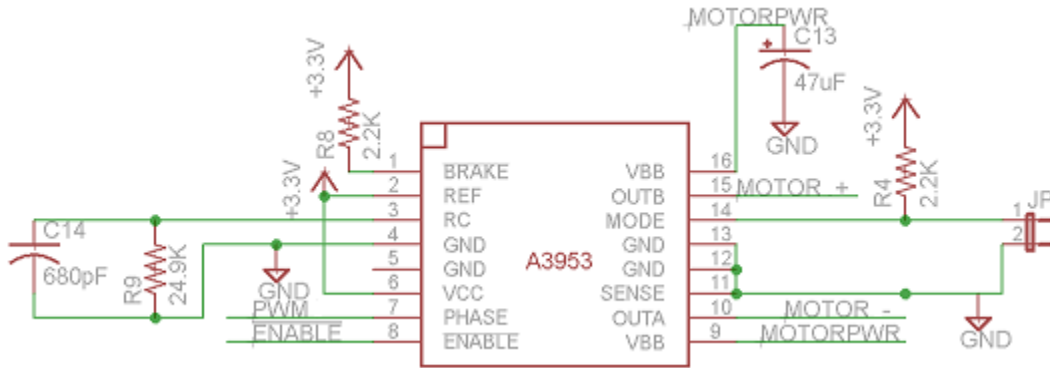 MOTORPWR
C13
47uF
GND
+3.3V
R8
2.2K
+3.3V
R4
2.2K
+3.3V
1 BRAKE
2 REF
3 RC
4 GND
5 GND
6 VCC
7 PHASE
8 ENABLE
A3953
VBB 16
OUTB 15 MOTOR +
MODE 14
GND 13
GND 12
SENSE 11
OUTA 10 MOTOR -
VBB 9 MOTORPWR
C14
680pF
R9
24.9K
GND
PWM
ENABLE
JP
1
2
GND